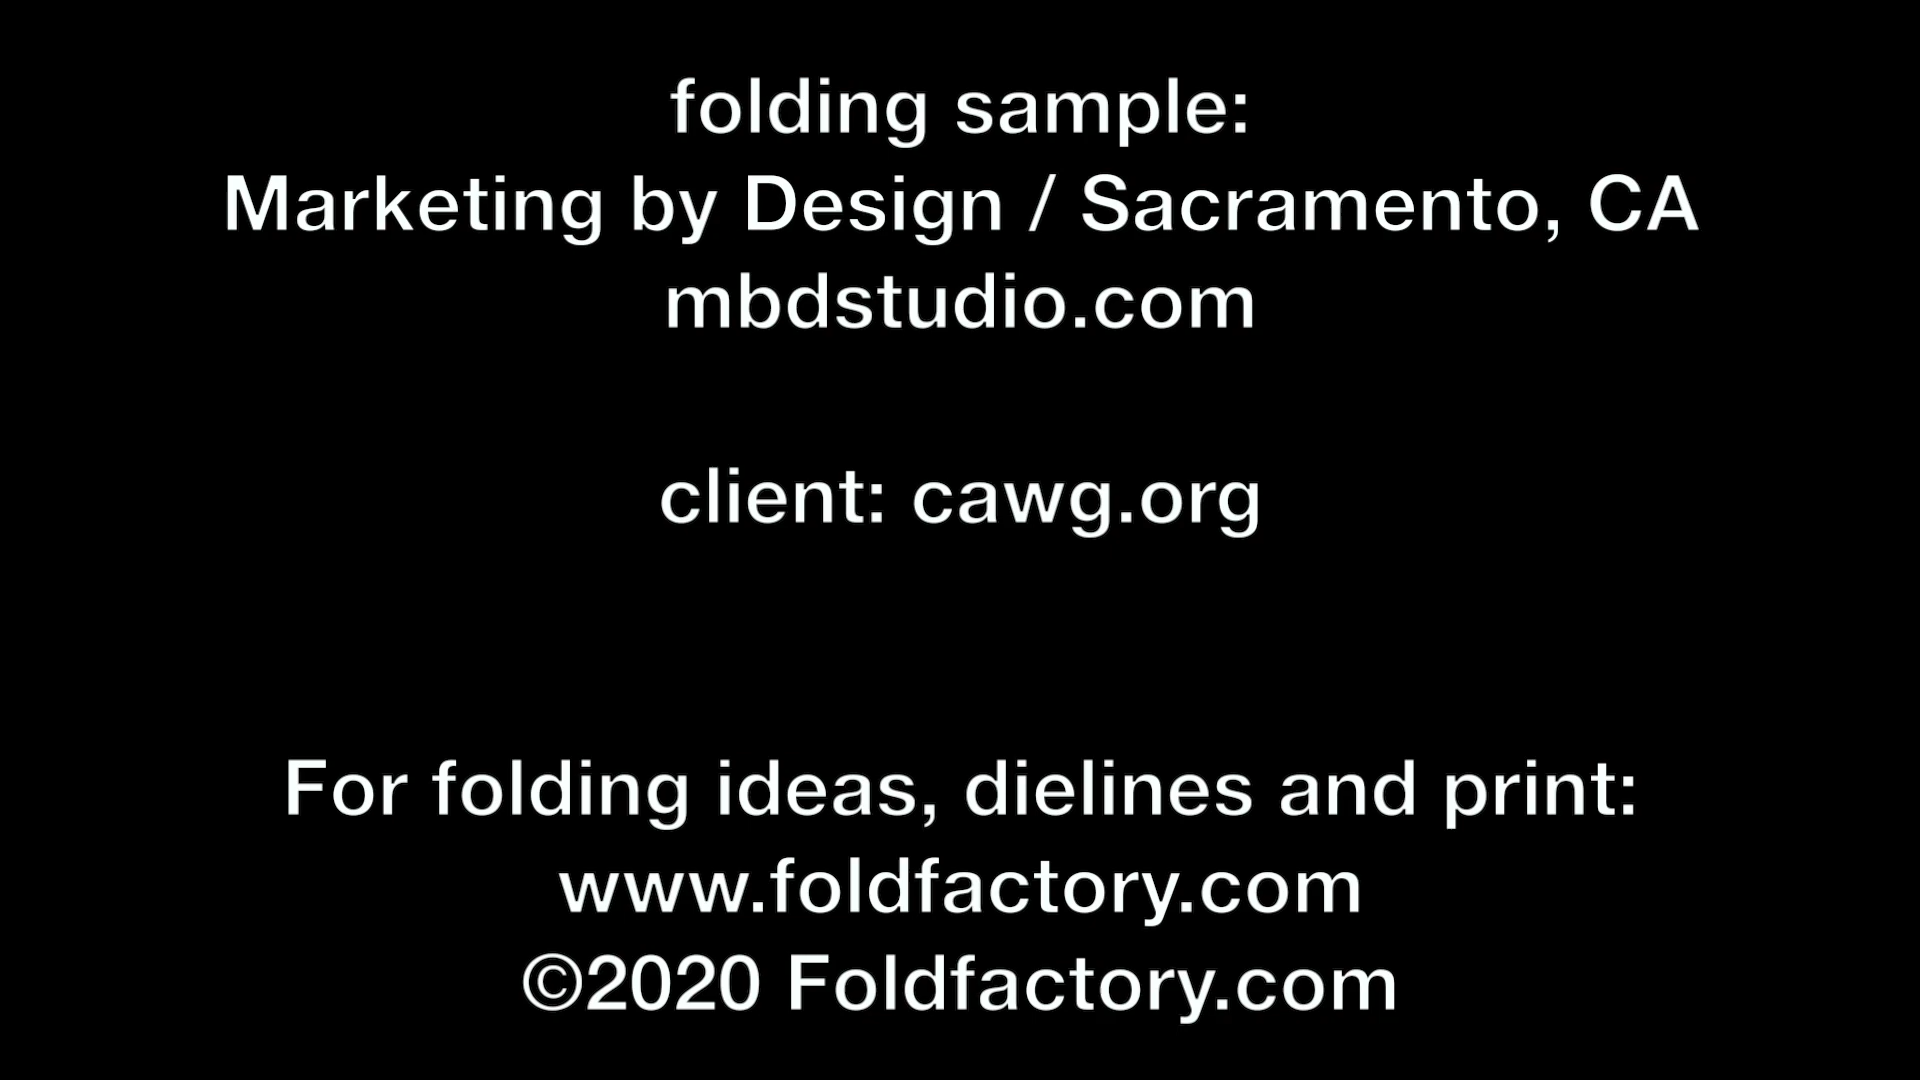 folding sample:
Marketing by Design / Sacramento, CA
mbdstudio.com
client: cawg.org
For folding ideas, dielines and print:
www.foldfactory.com
©2020 Foldfactory.com